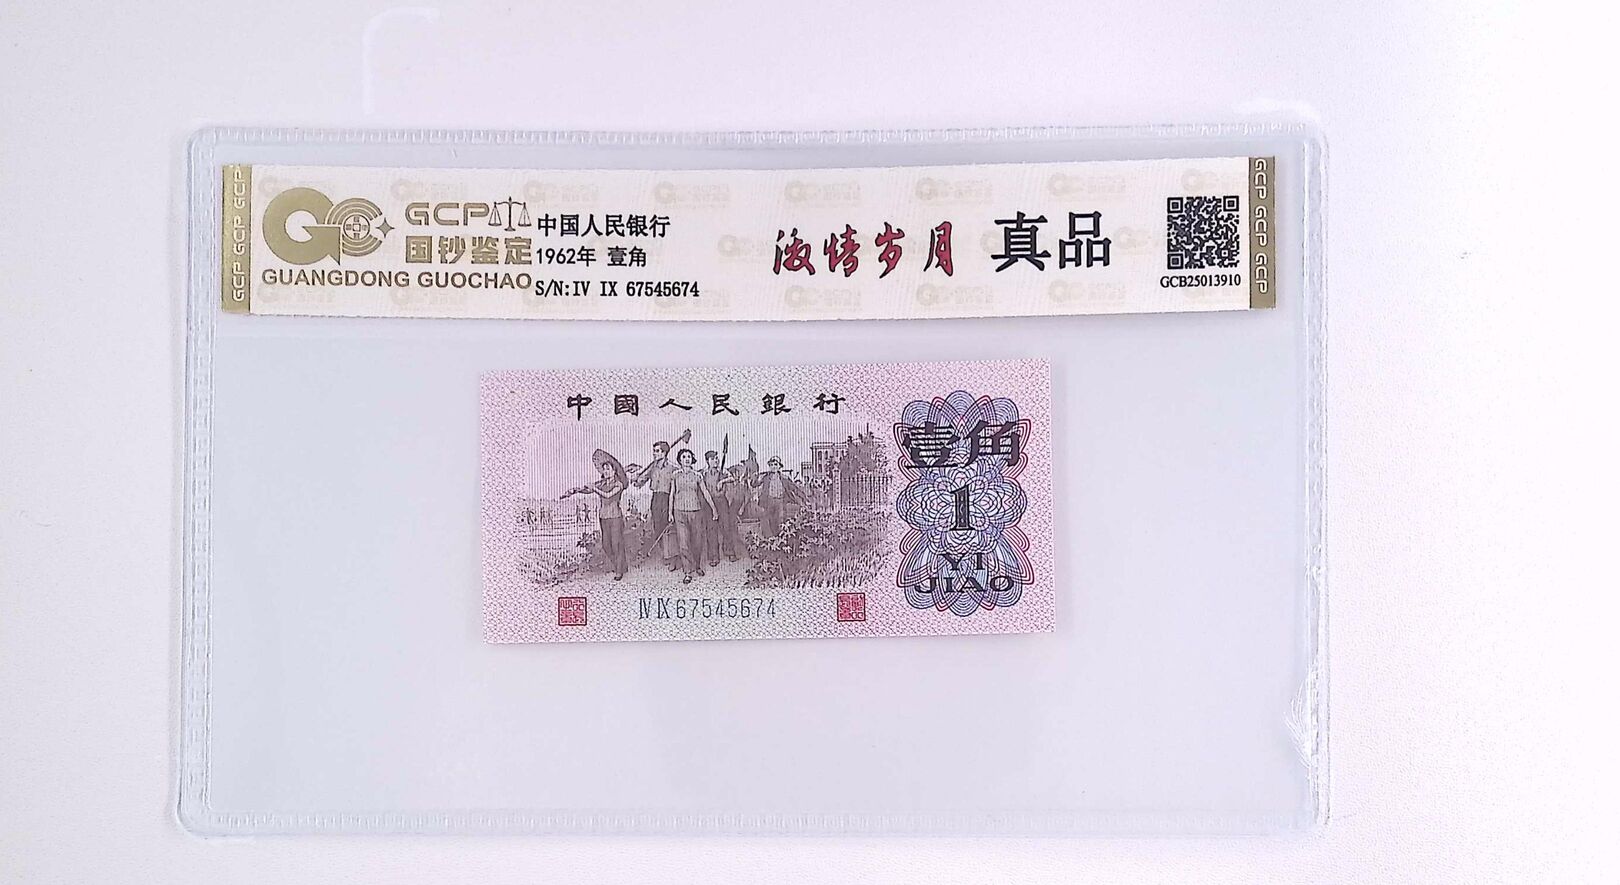 GCP GCP GCP
GCP
国钞鉴定
GUANGDONG GUOCHAO
中国人民银行
1962年 壹角
S/N:IV IX 67545674
激情岁月
真品
GCB25013910
GCP GCP GCP
中國人民銀行
壹角
1
YI
JIAO
IV IX 67545674